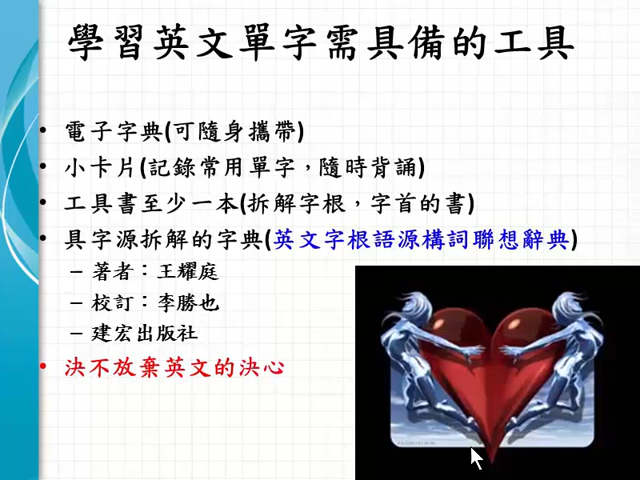 學習英文單字需具備的工具
• 電子字典(可隨身攜帶)
• 小卡片(記錄常用單字，隨時背誦)
• 工具書至少一本(拆解字根，字首的書)
• 具字源拆解的字典(英文字根語源構詞聯想辭典)
– 著者：王耀庭
– 校訂：李勝也
– 建宏出版社
• 決不放棄英文的決心